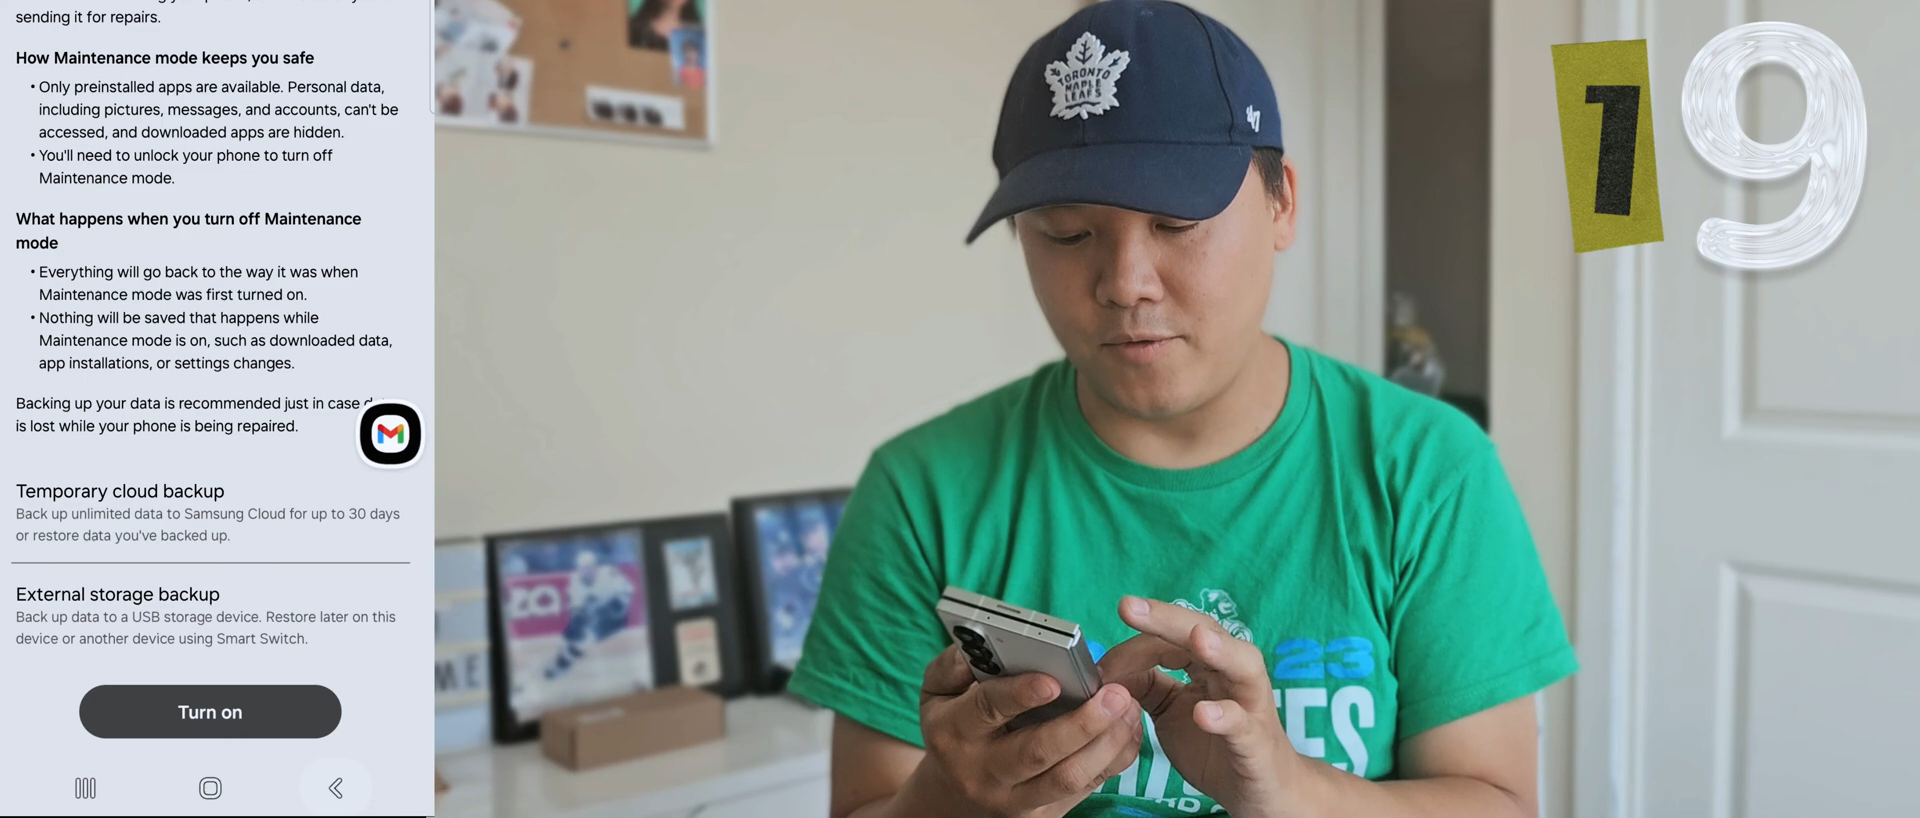 sending it for repairs.
How Maintenance mode keeps you safe
• Only preinstalled apps are available. Personal data,
including pictures, messages, and accounts, can't be
accessed, and downloaded apps are hidden.
• You'll need to unlock your phone to turn off
Maintenance mode.
What happens when you turn off Maintenance
mode
• Everything will go back to the way it was when
Maintenance mode was first turned on.
• Nothing will be saved that happens while
Maintenance mode is on, such as downloaded data,
app installations, or settings changes.
Backing up your data is recommended just in case
is lost while your phone is being repaired.
Temporary cloud backup
Back up unlimited data to Samsung Cloud for up to 30 days
or restore data you've backed up.
External storage backup
Back up data to a USB storage device. Restore later on this
device or another device using Smart Switch.
Turn on
TORONTO
MAPLE
LEAFS
47
19
23